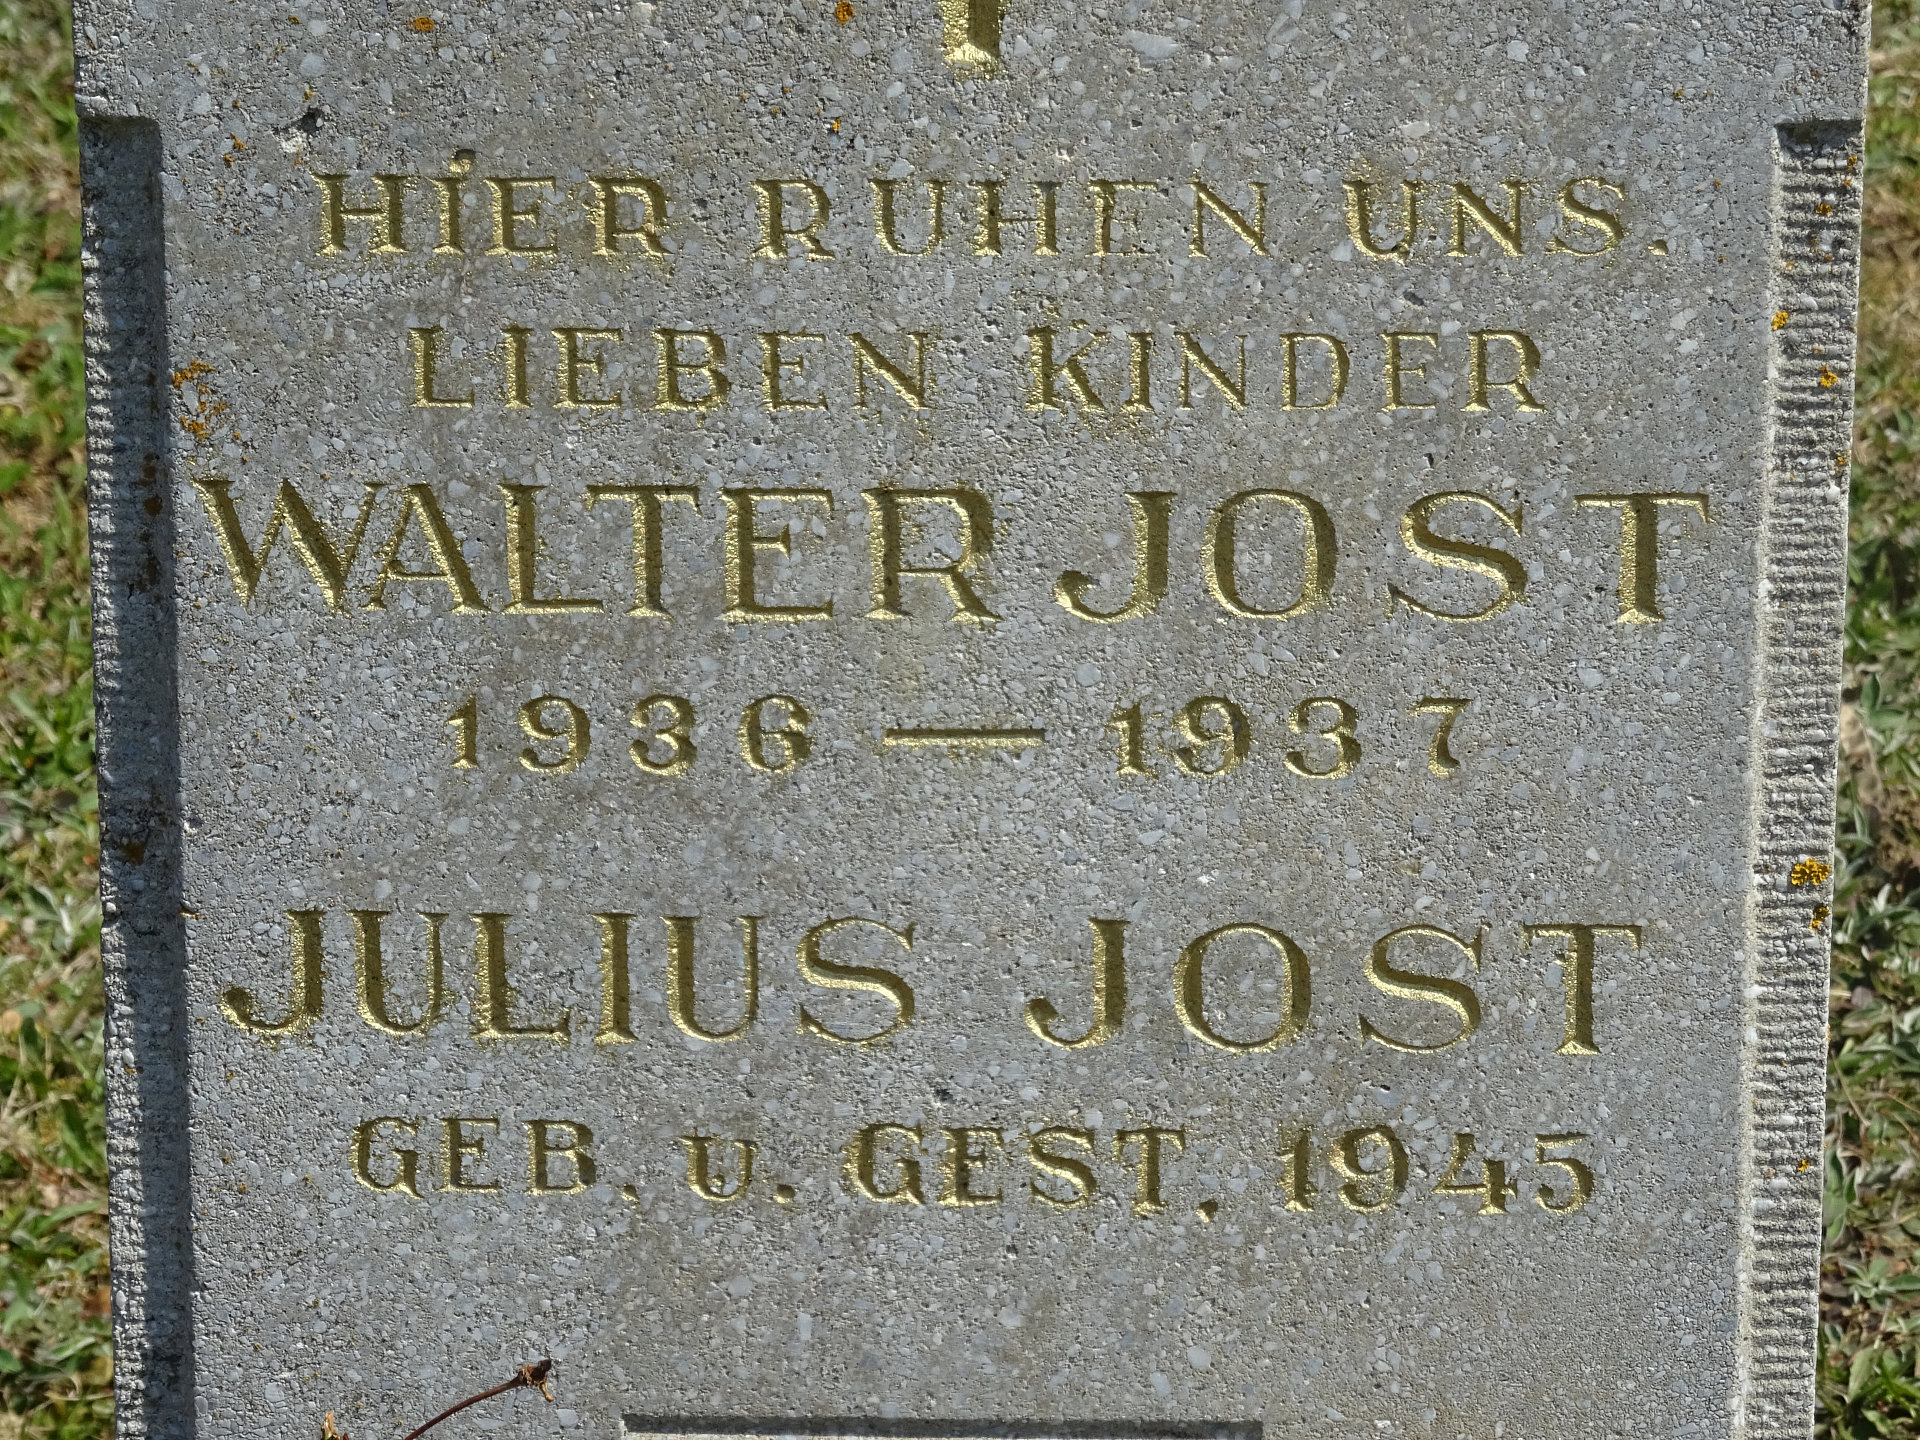 HIER RUHEN UNS.
LIEBEN KINDER
WALTER JOST
1936 — 1937
JULIUS JOST
GEB. u. GEST. 1945